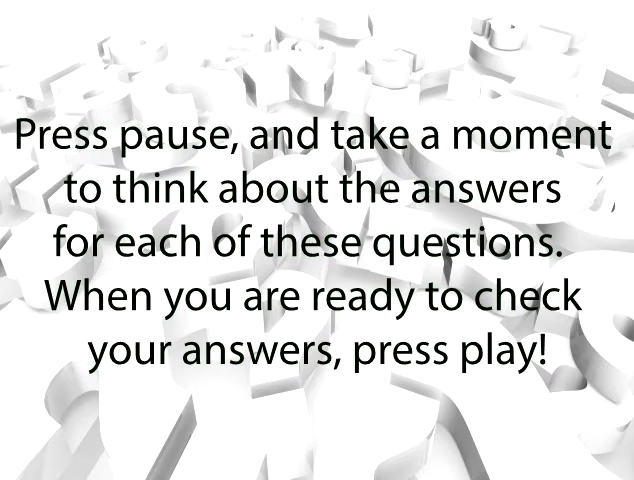 Press pause, and take a moment
to think about the answers
for each of these questions.
When you are ready to check
your answers, press play!